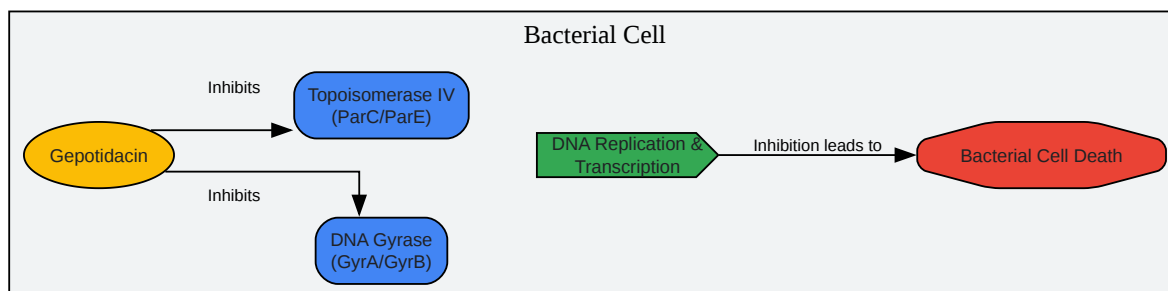 Bacterial Cell
Inhibits
Topoisomerase IV
(ParC/ParE)
Gepotidacin
Inhibits
DNA Gyrase
(GyrA/GyrB)
DNA Replication &
Transcription
Inhibition leads to
Bacterial Cell Death